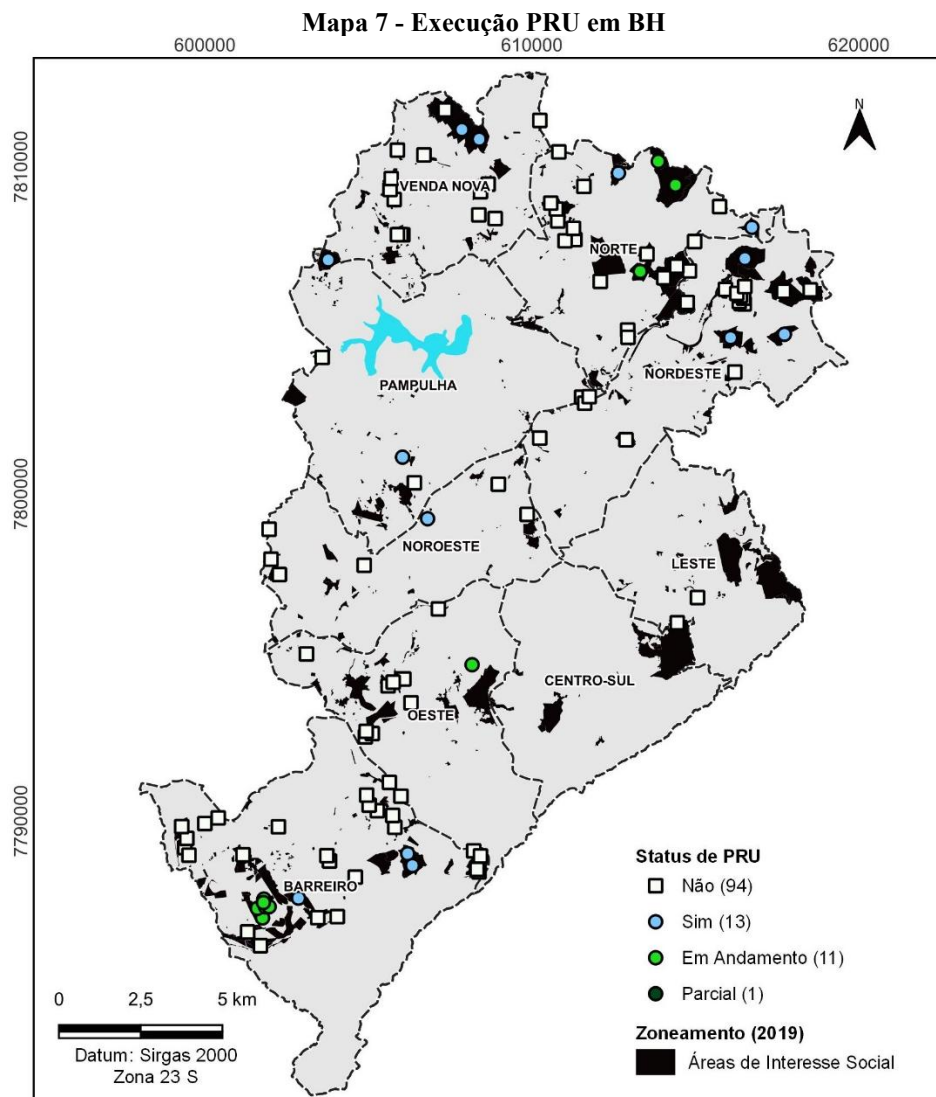 Mapa 7 - Execução PRU em BH
600000 610000 620000
N
7810000
7800000
7790000
VENDA NOVA
NORTE
PAMPULHA
NORDESTE
NOROESTE
LESTE
CENTRO-SUL
OESTE
BARREIRO
Status de PRU
Não (94)
Sim (13)
Em Andamento (11)
Parcial (1)
Zoneamento (2019)
Áreas de Interesse Social
0 2,5 5 km
Datum: Sirgas 2000
Zona 23 S